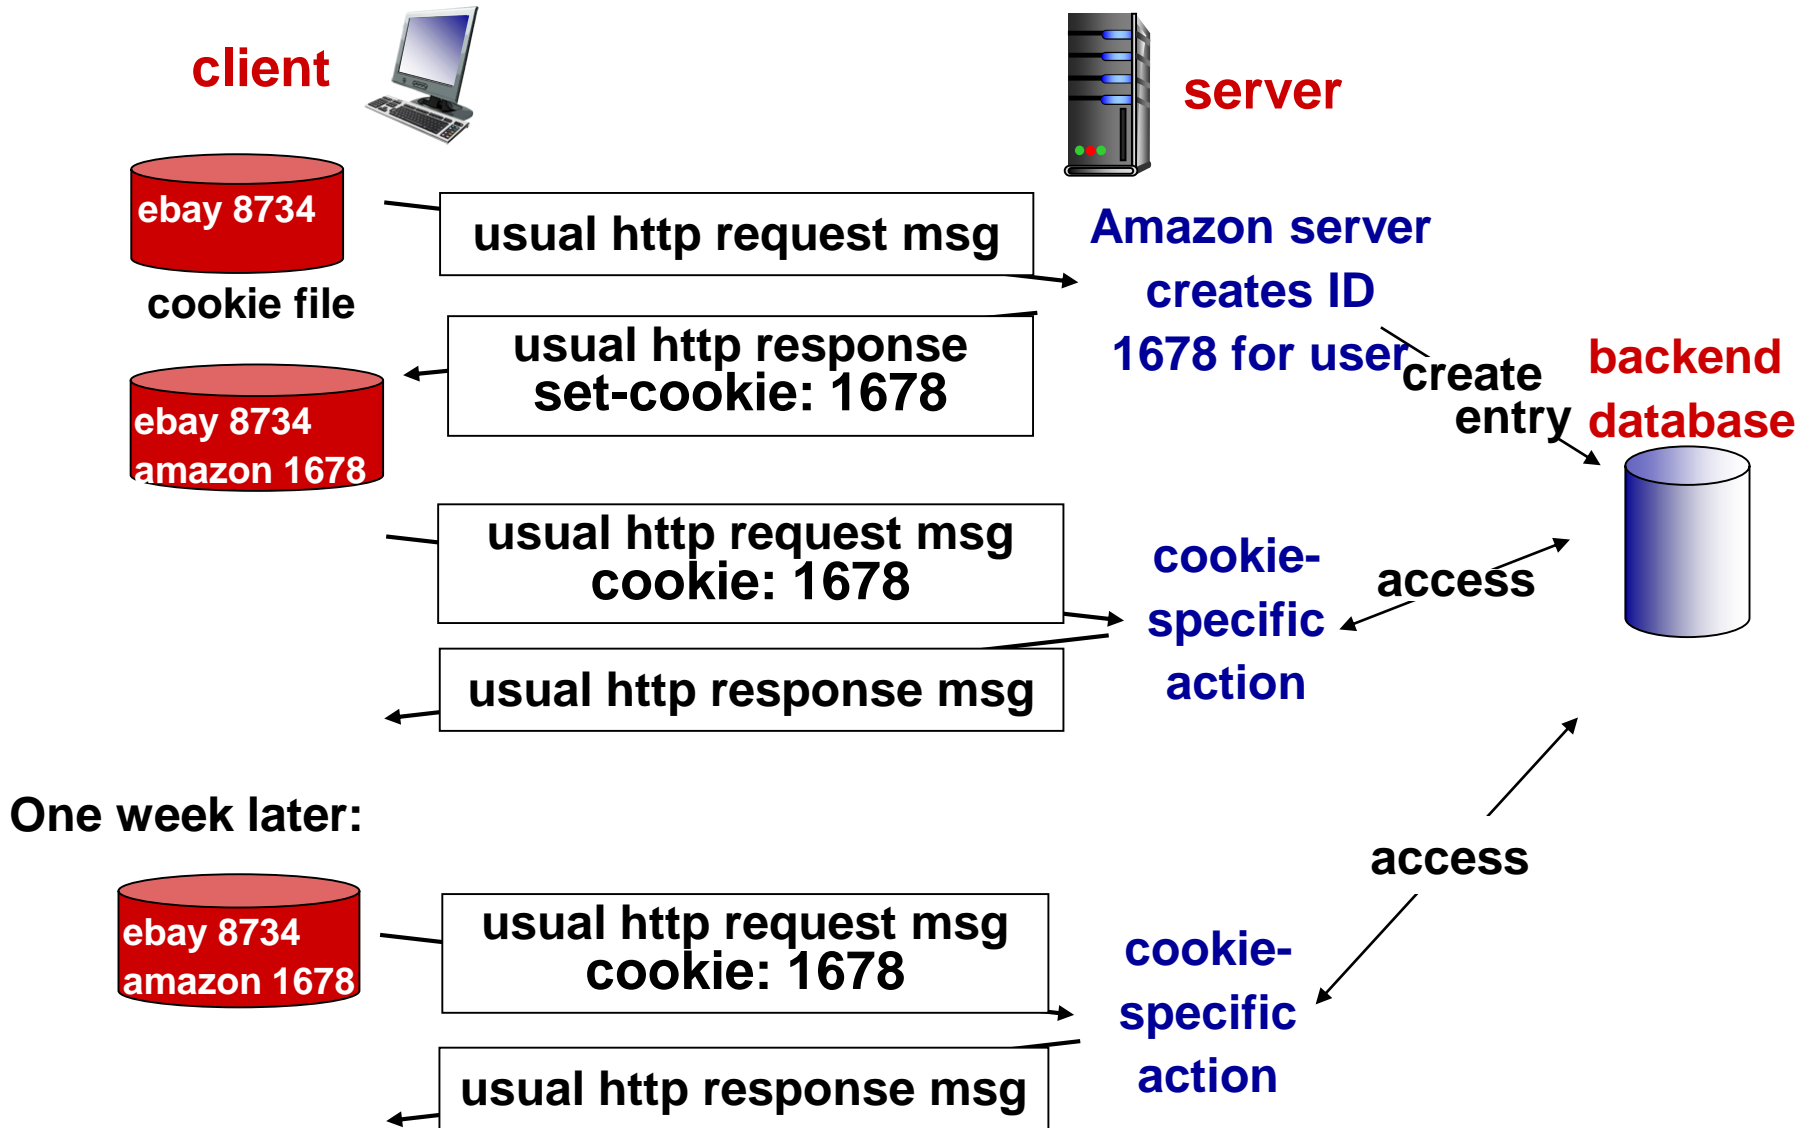 client
server
ebay 8734
cookie file
usual http request msg
Amazon server
creates ID
1678 for user
usual http response
set-cookie: 1678
create
entry
backend
database
ebay 8734
amazon 1678
usual http request msg
cookie: 1678
cookie-
specific
action
access
usual http response msg
One week later:
access
ebay 8734
amazon 1678
usual http request msg
cookie: 1678
cookie-
specific
action
usual http response msg